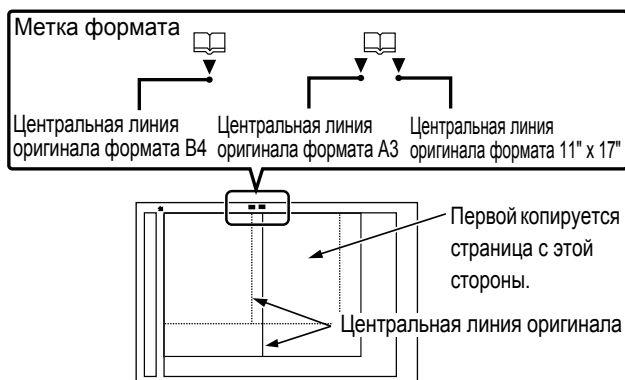 Метка формата
Центральная линия
оригинала формата B4
Центральная линия
оригинала формата A3
Центральная линия
оригинала формата 11" x 17"
Первой копируется
страница с этой
стороны.
Центральная линия оригинала